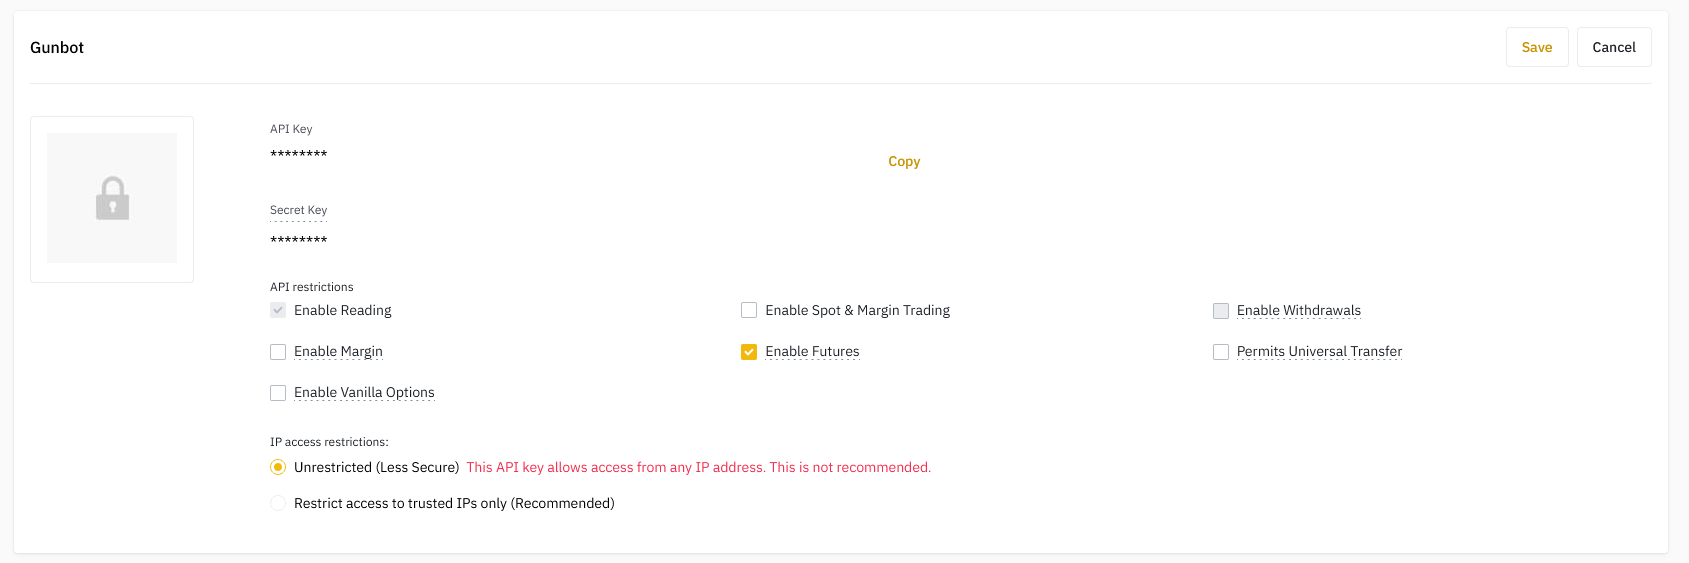 Gunbot
Save
Cancel
API Key
********
Copy
Secret Key
********
API restrictions
Enable Reading
Enable Spot & Margin Trading
Enable Withdrawals
Enable Margin
Enable Futures
Permits Universal Transfer
Enable Vanilla Options
IP access restrictions:
Unrestricted (Less Secure) This API key allows access from any IP address. This is not recommended.
Restrict access to trusted IPs only (Recommended)